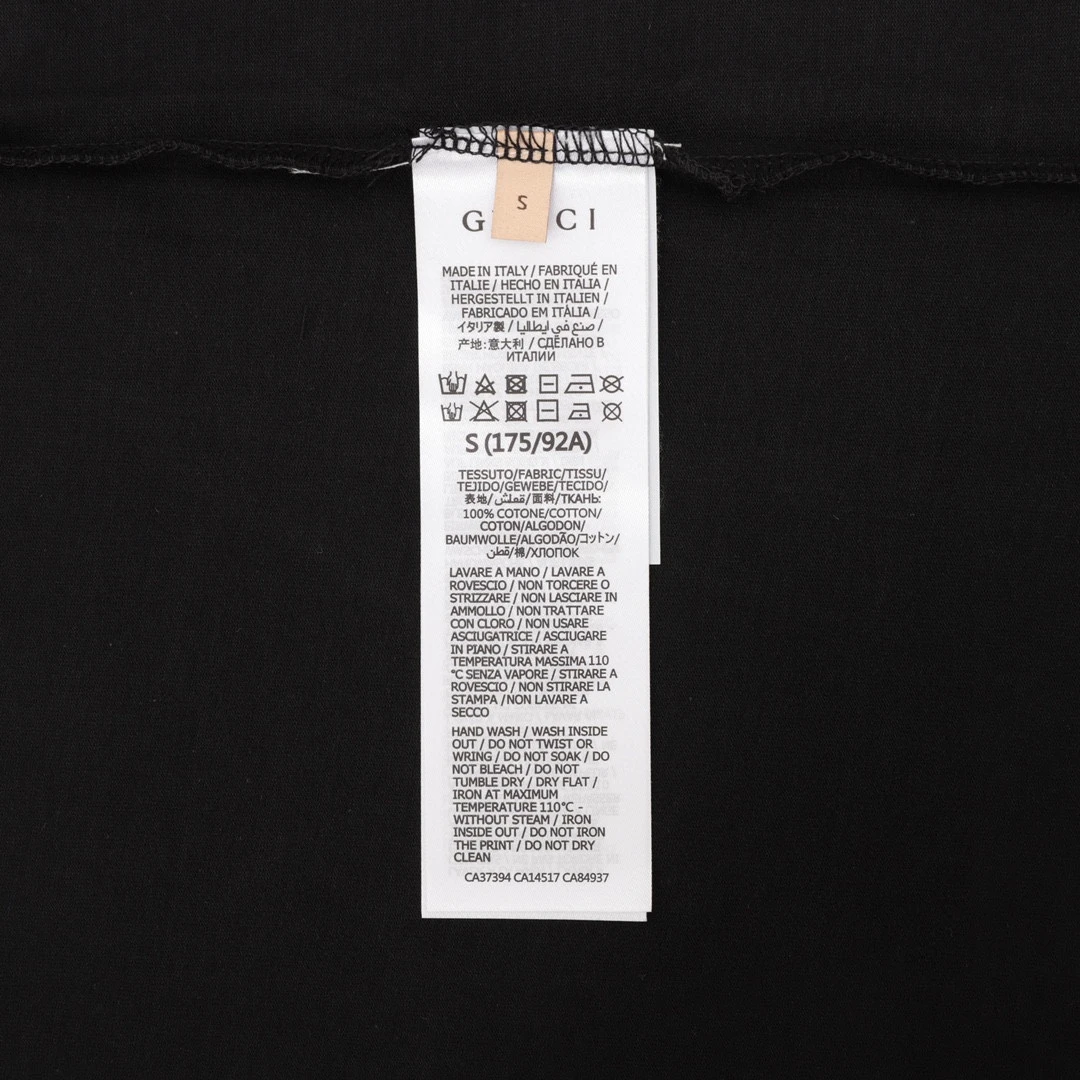 S
G CI
MADE IN ITALY / FABRIQUÉ EN
ITALIE / HECHO EN ITALIA /
HERGESTELLT IN ITALIEN /
FABRICADO EM ITÀLIA /
イタリア製 / صنع في ايطاليا /
产地:意大利 / СДЕЛАНО В
ИТАЛИИ
S (175/92A)
TESSUTO/FABRIC/TISSU/
TEJIDO/GEWEBE/TECIDO/
表地/قملش/面料/ТКАНЬ:
100% COTONE/COTTON/
COTON/ALGODON/
BAUMWOLLE/ALGODÃO/コットン/
قطن/棉/ХЛОПОК
LAVARE A MANO / LAVARE A
ROVESCIO / NON TORCERE O
STRIZZARE / NON LASCIARE IN
AMMOLLO / NON TRATTARE
CON CLORO / NON USARE
ASCIUGATRICE / ASCIUGARE
IN PIANO / STIRARE A
TEMPERATURA MASSIMA 110
°C SENZA VAPORE / STIRARE A
ROVESCIO / NON STIRARE LA
STAMPA /NON LAVARE A
SECCO
HAND WASH / WASH INSIDE
OUT / DO NOT TWIST OR
WRING / DO NOT SOAK / DO
NOT BLEACH / DO NOT
TUMBLE DRY / DRY FLAT /
IRON AT MAXIMUM
TEMPERATURE 110°C -
WITHOUT STEAM / IRON
INSIDE OUT / DO NOT IRON
THE PRINT / DO NOT DRY
CLEAN
CA37394 CA14517 CA84937